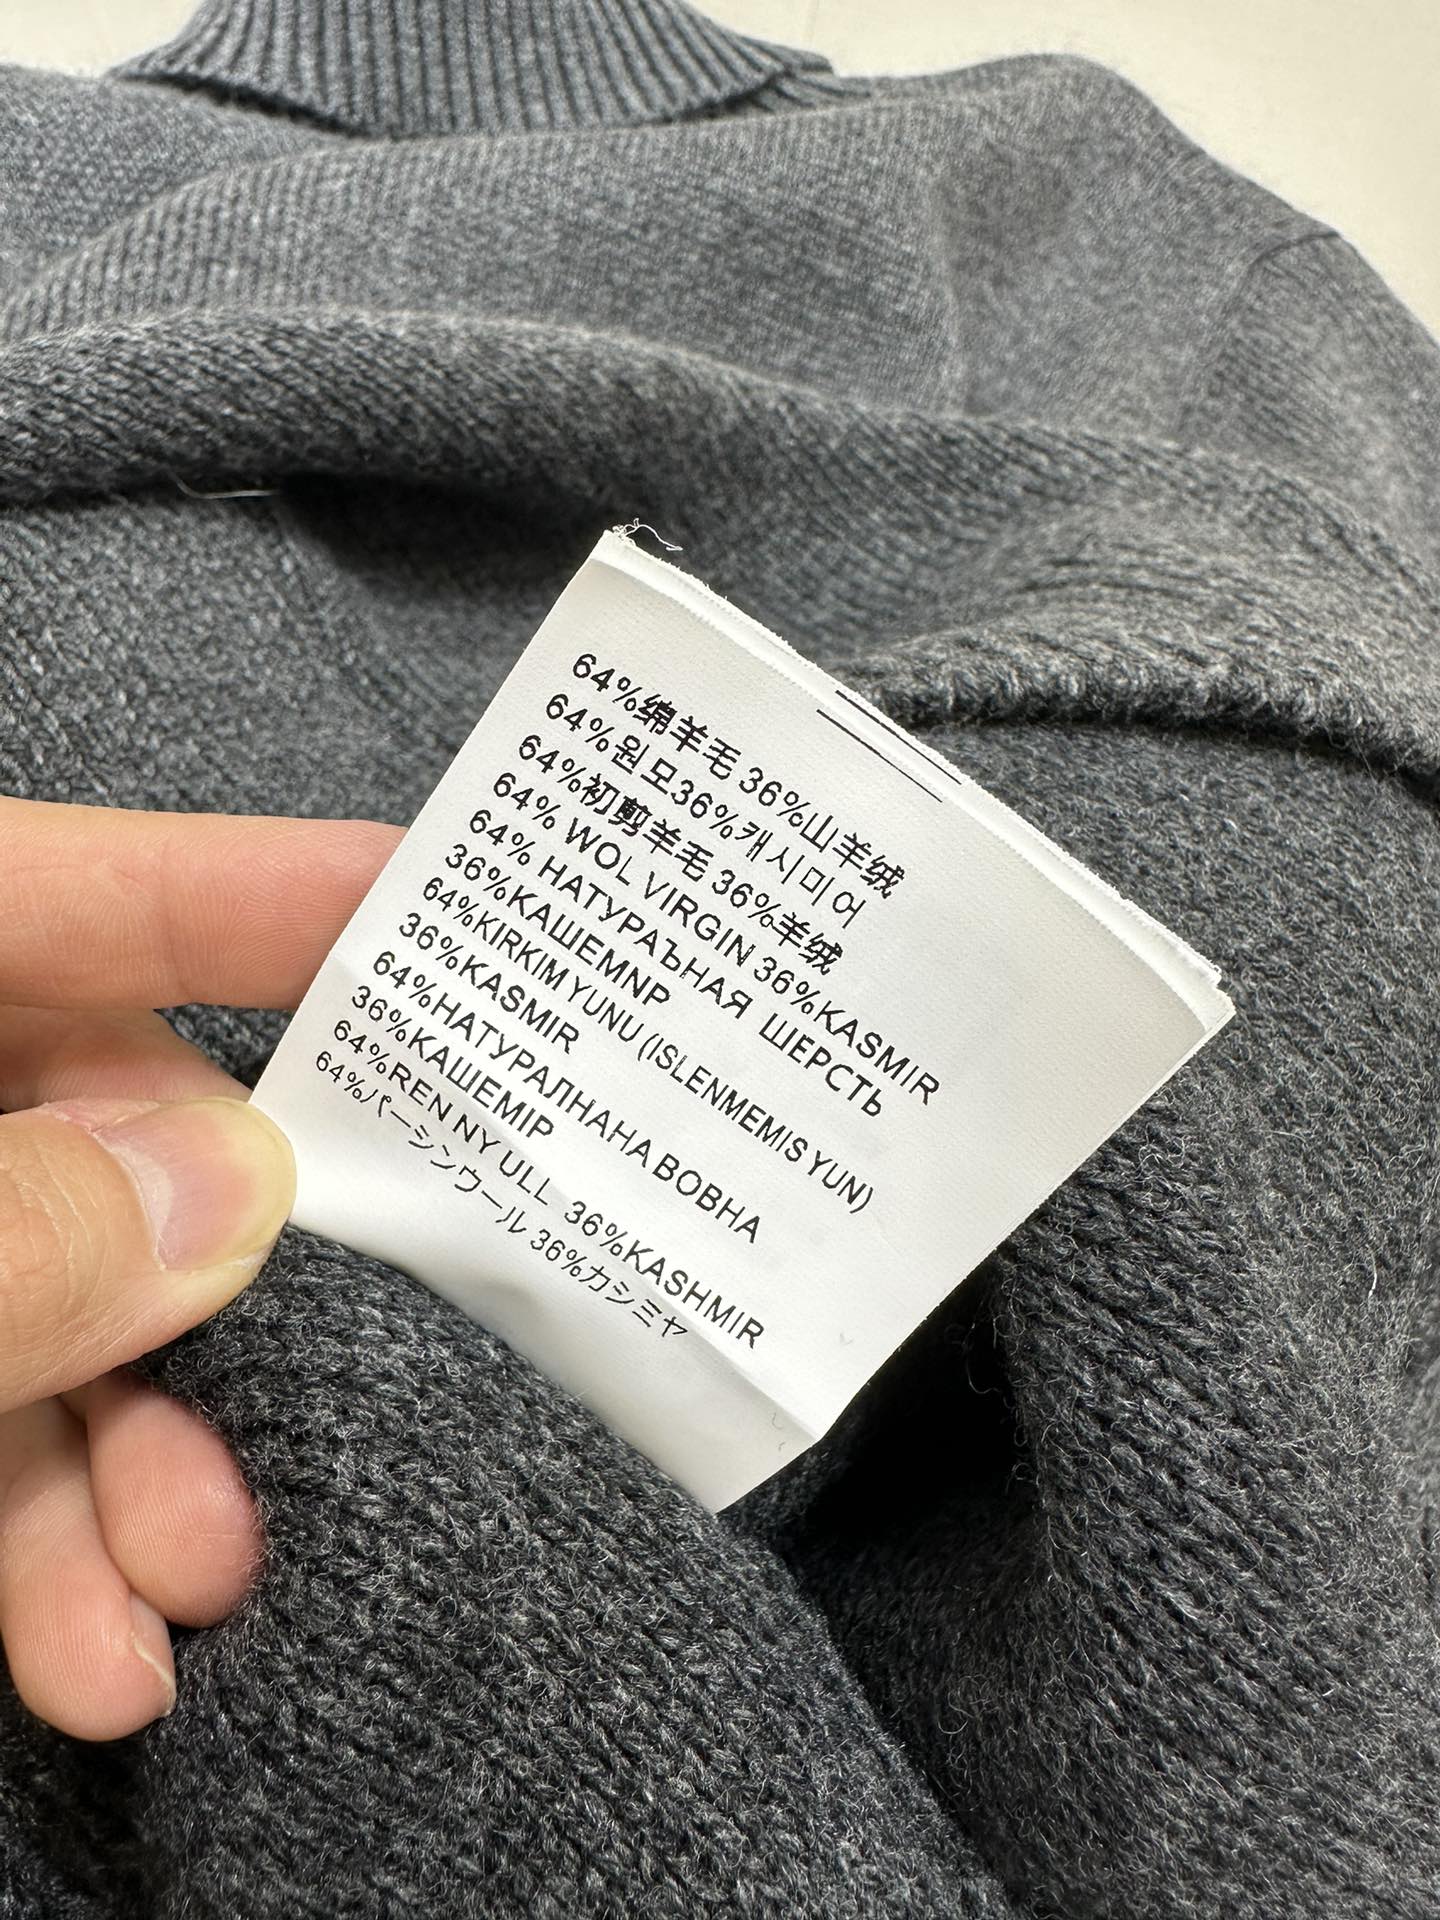 64%绵羊毛 36%山羊绒
64%원모36%캐시미어
64%初剪羊毛 36%羊绒
64% WOL VIRGIN 36%KASMIR
64% НАТУРАЪНАЯ ШЕРСТЬ
36%КАШЕМNР
64%KIRKIM YUNU (ISLENMEMIS YUN)
36%KASMIR
64%НАТУРАЛНАНА ВОВНА
36%КАШЕМІР
64%REN NY ULL 36%KASHMIR
64%バーシンウール 36%カシミヤ